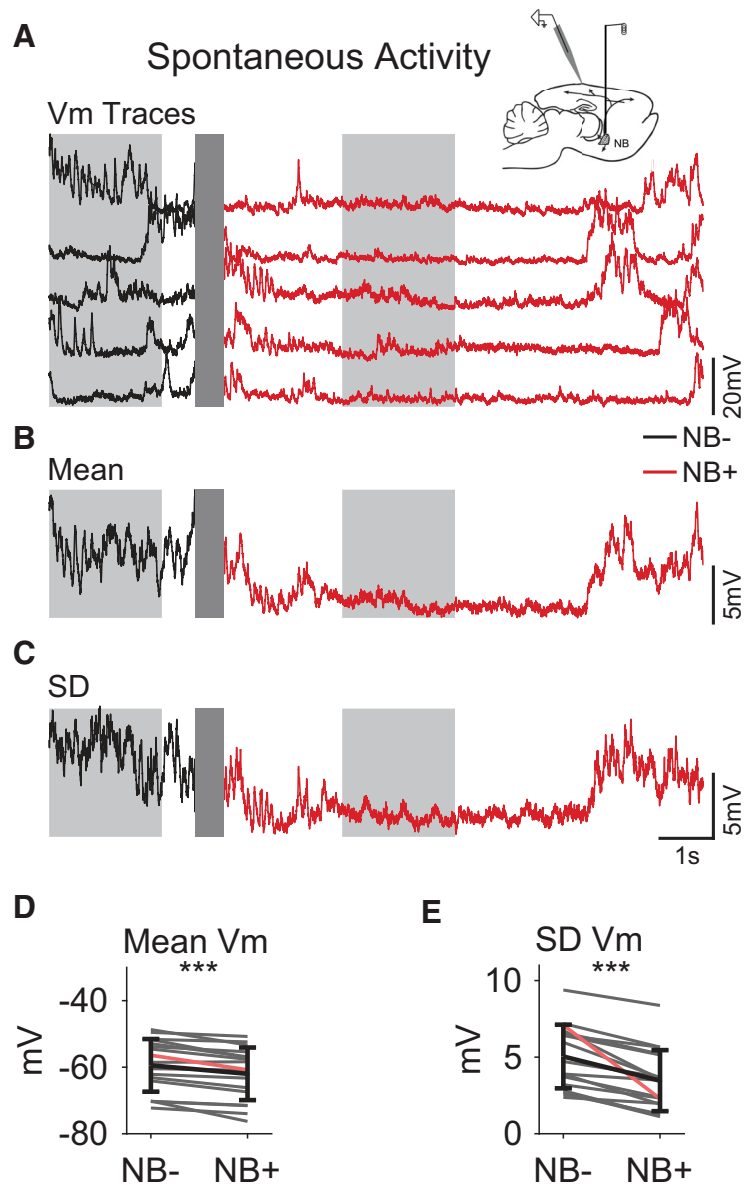 A
Spontaneous Activity
NB
Vm Traces
20mV
NB-
NB+
B
Mean
5mV
C
SD
5mV
1s
D
Mean Vm
***
-40
-60
-80
mV
NB- NB+
E
SD Vm
***
10
5
0
mV
NB- NB+